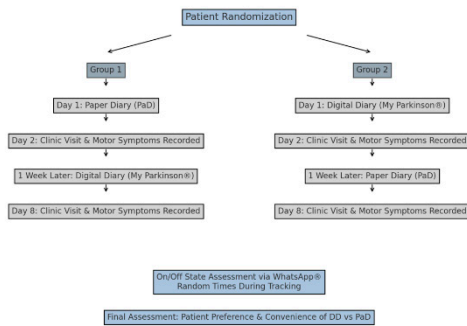 Patient Randomization
Group 1
Group 2
Day 1: Paper Diary (PaD)
Day 1: Digital Diary (My Parkinson®)
Day 2: Clinic Visit & Motor Symptoms Recorded
Day 2: Clinic Visit & Motor Symptoms Recorded
1 Week Later: Digital Diary (My Parkinson®)
1 Week Later: Paper Diary (PaD)
Day 8: Clinic Visit & Motor Symptoms Recorded
Day 8: Clinic Visit & Motor Symptoms Recorded
On/Off State Assessment via WhatsApp®
Random Times During Tracking
Final Assessment: Patient Preference & Convenience of DD vs PaD